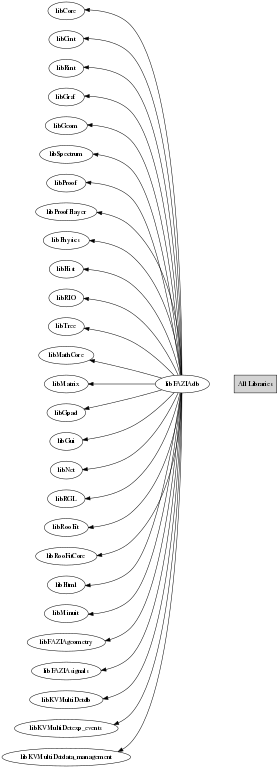 libCore
libCint
libRint
libGraf
libGeom
libSpectrum
libProof
libProofPlayer
libPhysics
libHist
libRIO
libTree
libMathCore
libMatrix
libFAZIAdb
All Libraries
libGpad
libGui
libNet
libRGL
libRooFit
libRooFitCore
libHtml
libMinuit
libFAZIAgeometry
libFAZIAsignals
libKVMultiDetdb
libKVMultiDetexp_events
libKVMultiDetdata_management